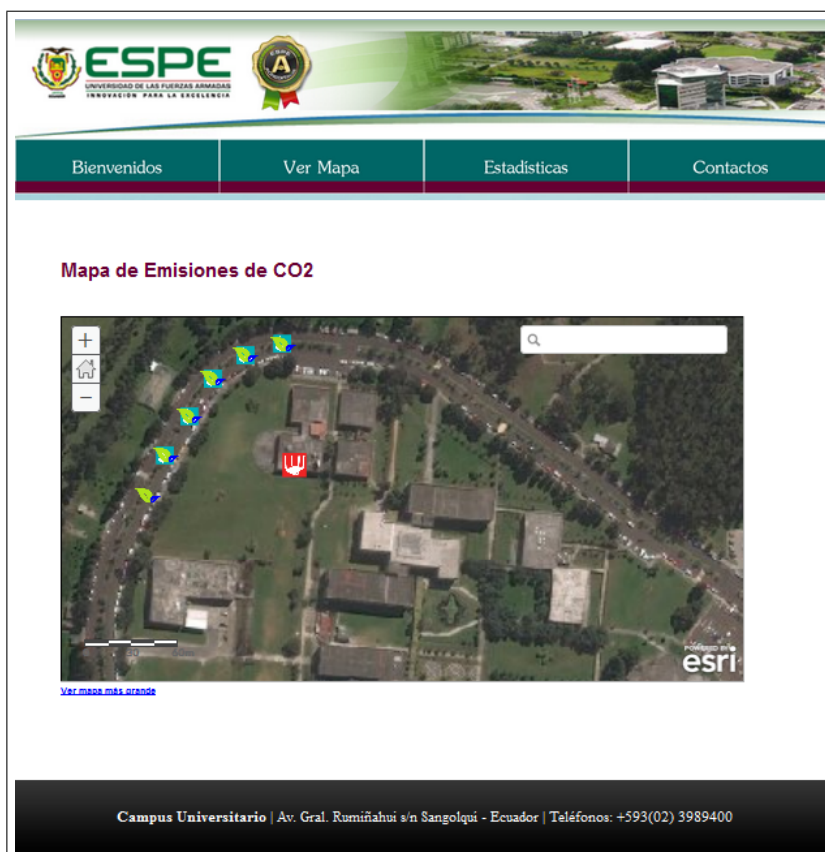 ESPE
UNIVERSIDAD DE LAS FUERZAS ARMADAS
INNOVACIÓN PARA LA EXCELENCIA
ESPE
A
Bienvenidos
Ver Mapa
Estadísticas
Contactos
Mapa de Emisiones de CO2
+
−
POWERED BY
esri
Ver mapa más grande
Campus Universitario | Av. Gral. Rumiñahui s/n Sangolqui - Ecuador | Teléfonos: +593(02) 3989400